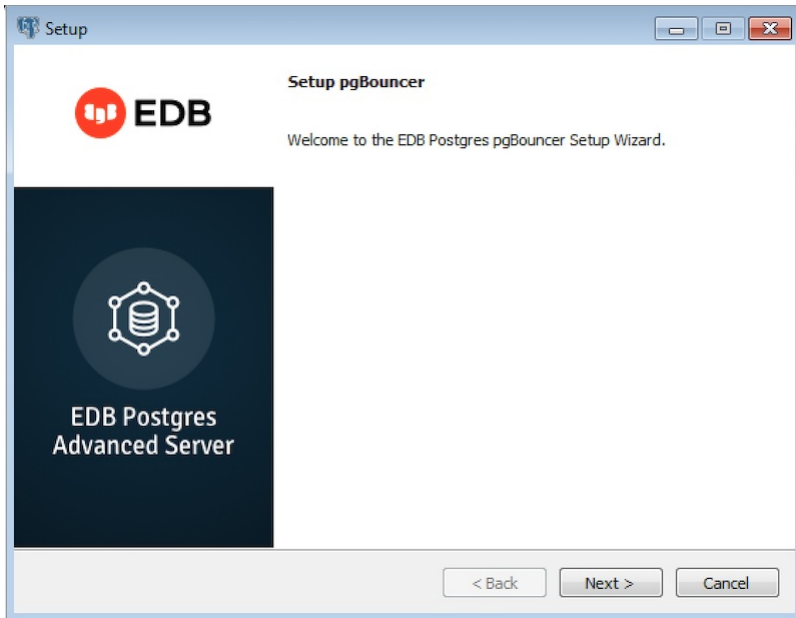 Setup
EDB
Setup pgBouncer
Welcome to the EDB Postgres pgBouncer Setup Wizard.
EDB Postgres
Advanced Server
< Back
Next >
Cancel